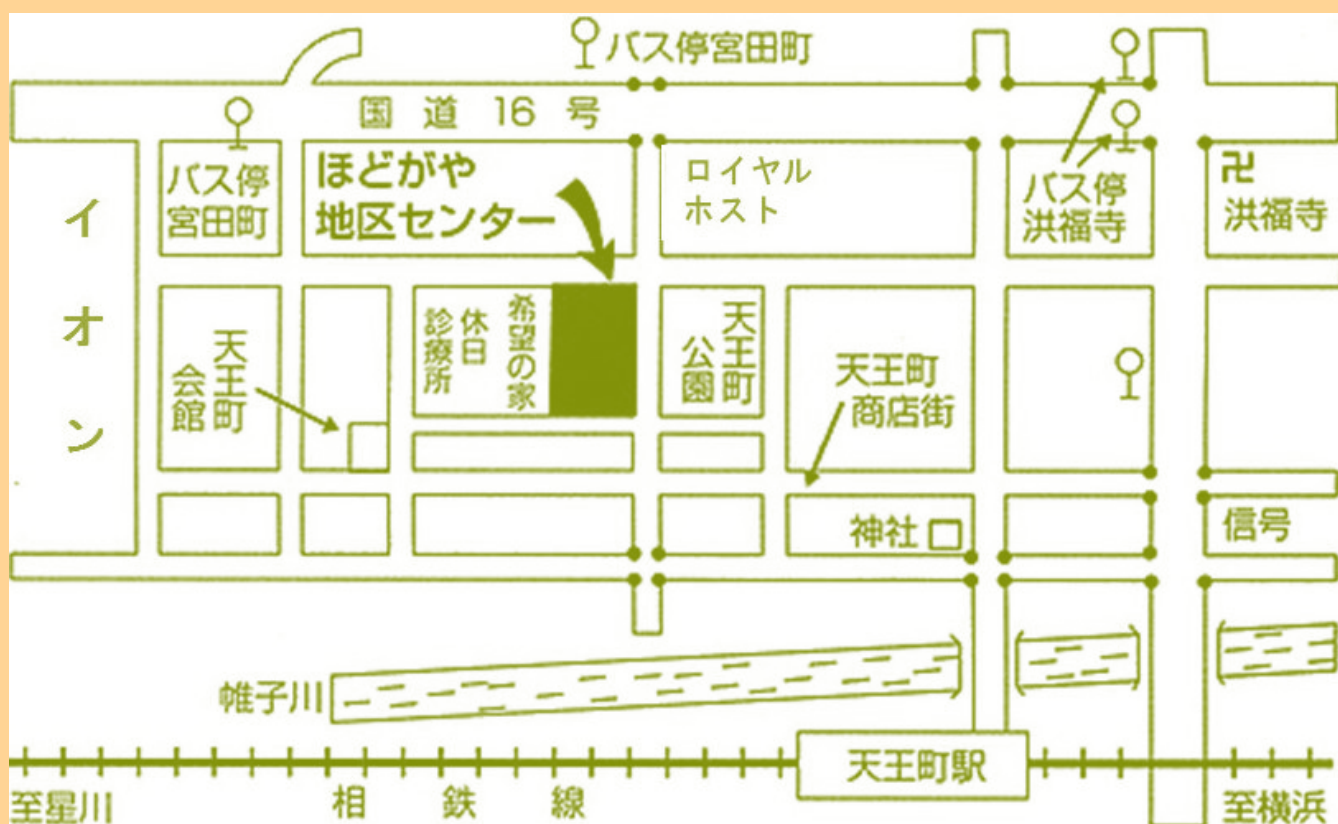 バス停宮田町
国道16号
バス停
宮田町
ほどがや
地区センター
ロイヤル
ホスト
バス停
洪福寺
卍
洪福寺
イオン
天王町
会館
休日
診療所
希望の家
天王町
公園
天王町
商店街
神社
信号
帷子川
天王町駅
至星川
相鉄線
至横浜